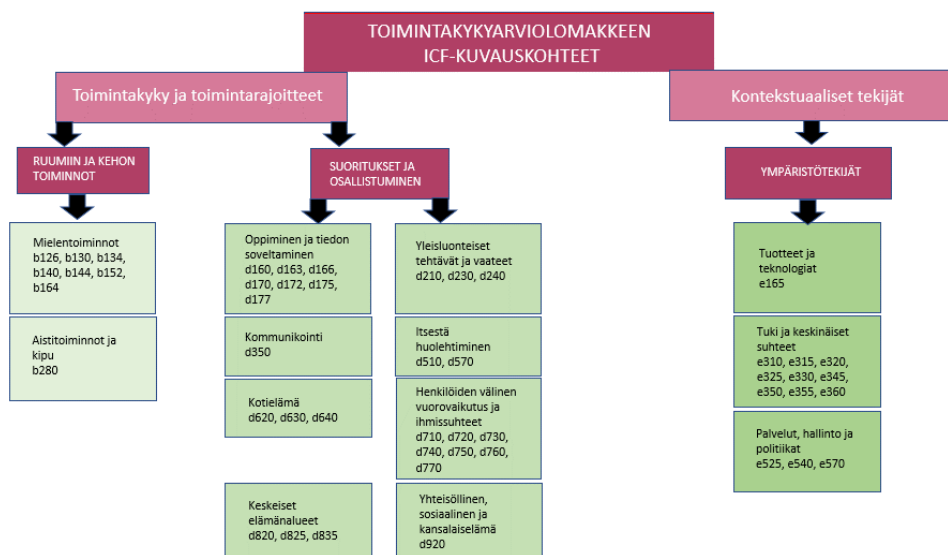 TOIMINTAKYKYARVIOLOMAKKEEN
ICF-KUVAUSKOHTEET
Toimintakyky ja toimintarajoitteet
Kontekstuaaliset tekijät
RUUMIIN JA KEHON
TOIMINNOT
SUORITUKSET JA
OSALLISTUMINEN
YMPÄRISTÖTEKIJÄT
Mielentoiminnot
b126, b130, b134,
b140, b144, b152,
b164
Aistitoiminnot ja
kipu
b280
Oppiminen ja tiedon
soveltaminen
d160, d163, d166,
d170, d172, d175,
d177
Kommunikointi
d350
Kotielämä
d620, d630, d640
Keskeiset
elämänalueet
d820, d825, d835
Yleisluonteiset
tehtävät ja vaateet
d210, d230, d240
Itsestä
huolehtiminen
d510, d570
Henkilöiden välinen
vuorovaikutus ja
ihmissuhteet
d710, d720, d730,
d740, d750, d760,
d770
Yhteisöllinen,
sosiaalinen ja
kansalaiselämä
d920
Tuotteet ja
teknologiat
e165
Tuki ja keskinäiset
suhteet
e310, e315, e320,
e325, e330, e345,
e350, e355, e360
Palvelut, hallinto ja
politiikat
e525, e540, e570